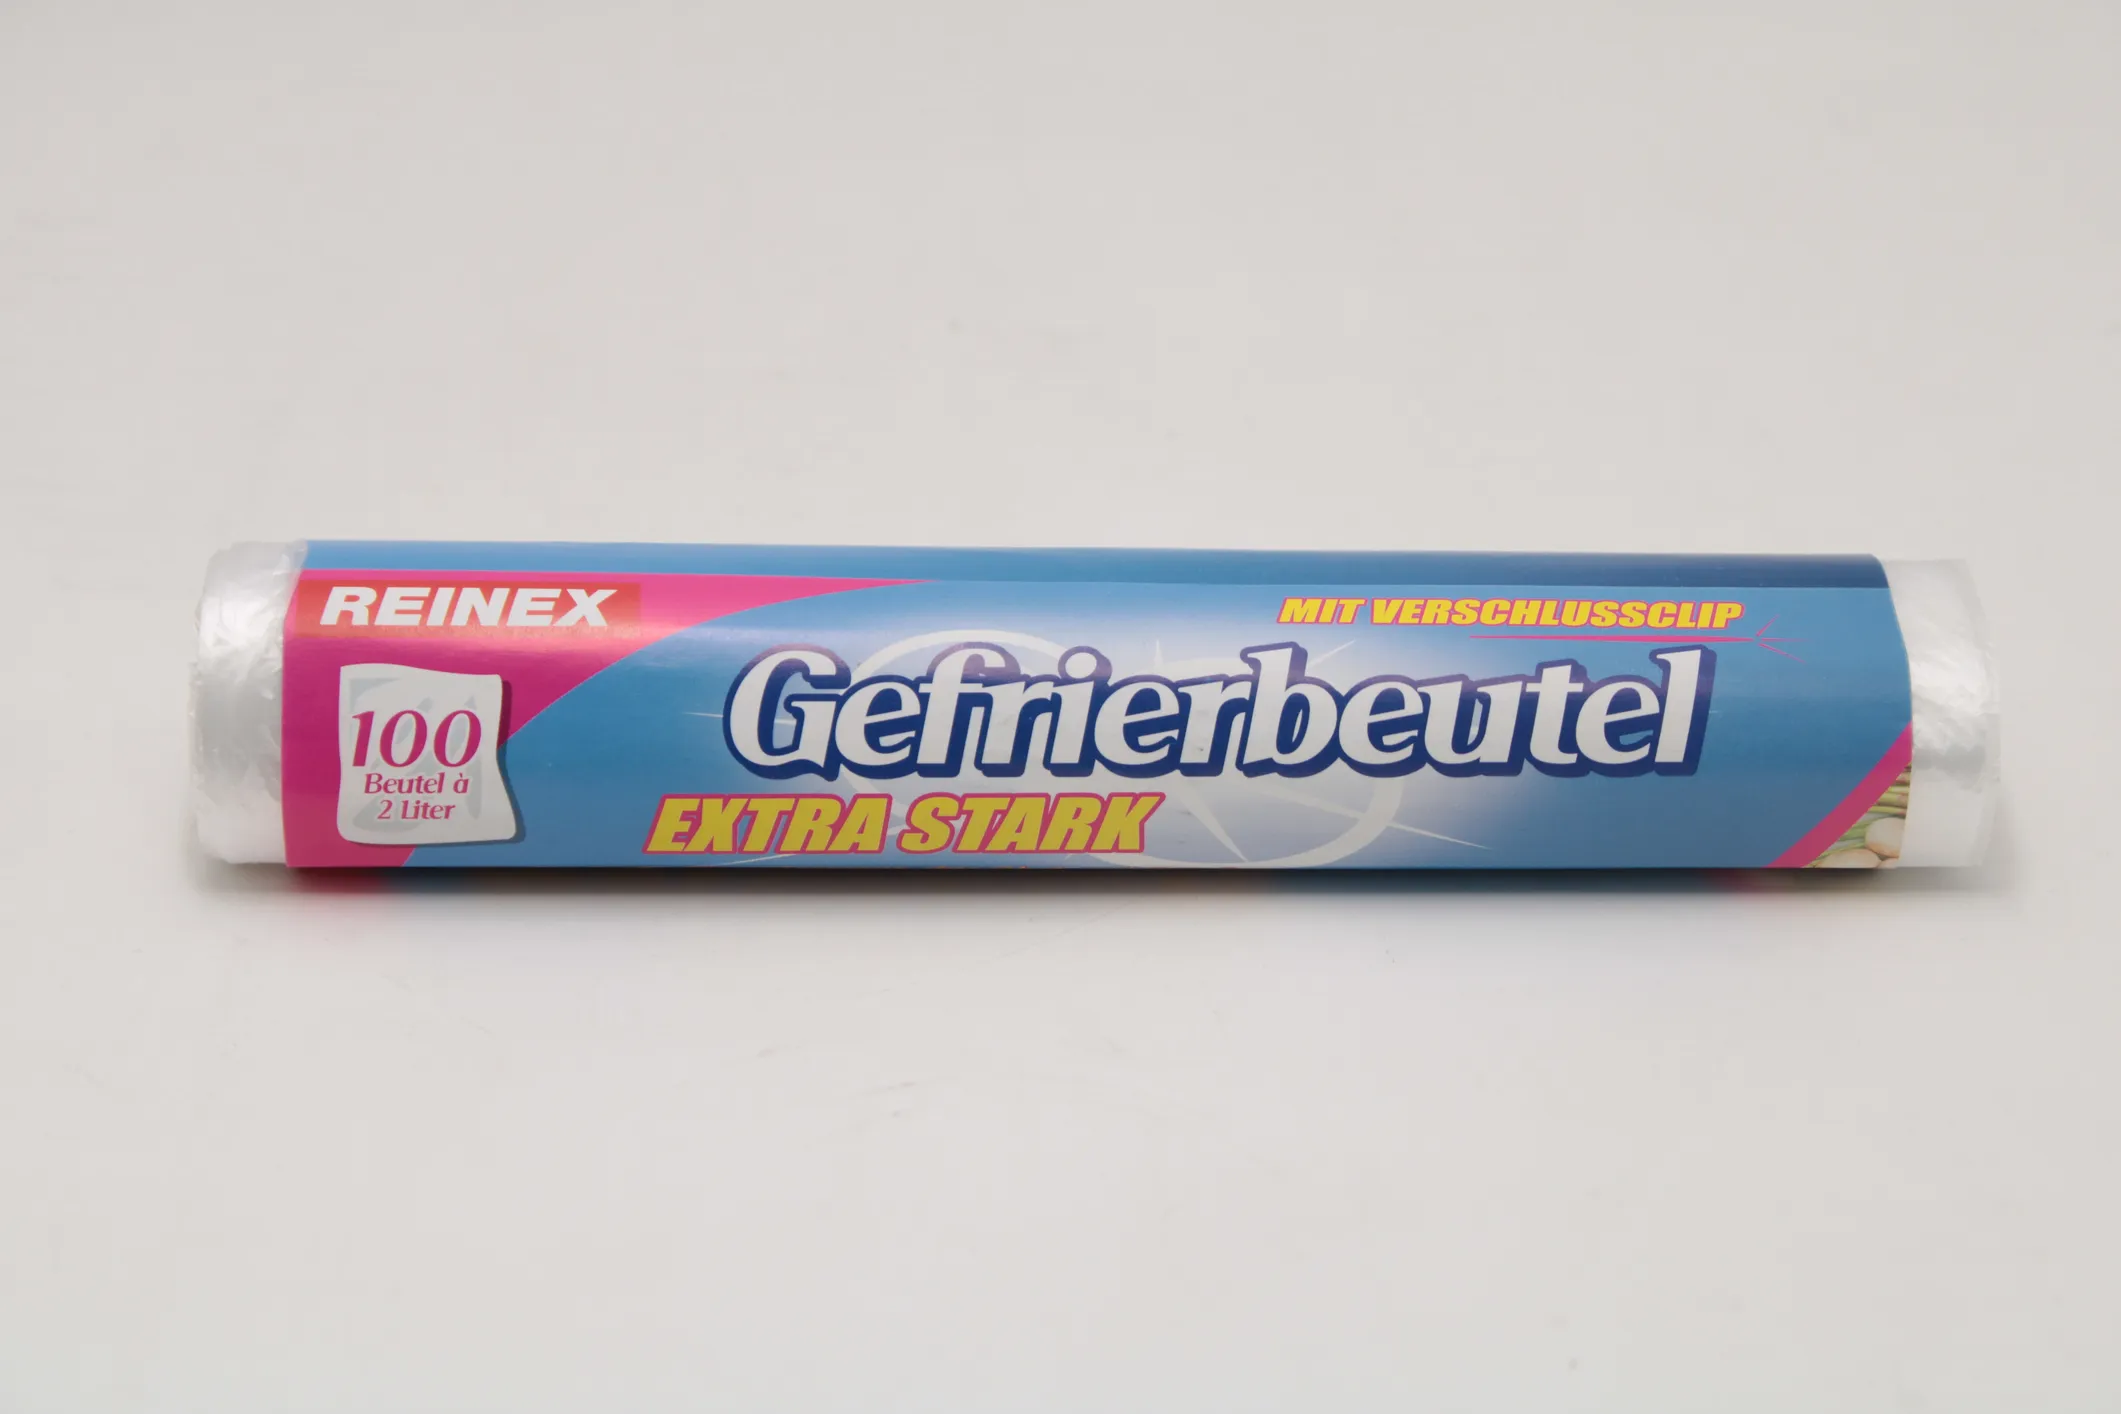 REINEX
MIT VERSCHLUSSCLIP
Gefrierbeutel
100
Beutel à
2 Liter
EXTRA STARK